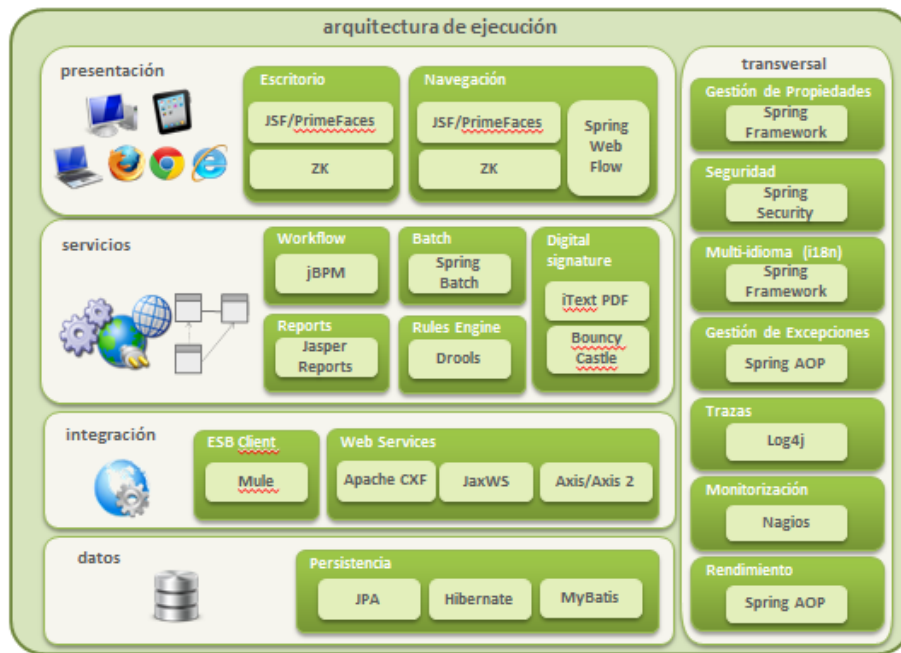 arquitectura de ejecución
presentación
Escritorio
JSF/PrimeFaces
ZK
Navegación
JSF/PrimeFaces
ZK
Spring
Web
Flow
servicios
Workflow
jBPM
Batch
Spring
Batch
Digital
signature
iText PDF
Bouncy
Castle
Reports
Jasper
Reports
Rules Engine
Drools
integración
ESB Client
Mule
Web Services
Apache CXF
JaxWS
Axis/Axis 2
datos
Persistencia
JPA
Hibernate
MyBatis
transversal
Gestión de Propiedades
Spring
Framework
Seguridad
Spring
Security
Multi-idioma (i18n)
Spring
Framework
Gestión de Excepciones
Spring AOP
Trazas
Log4j
Monitorización
Nagios
Rendimiento
Spring AOP